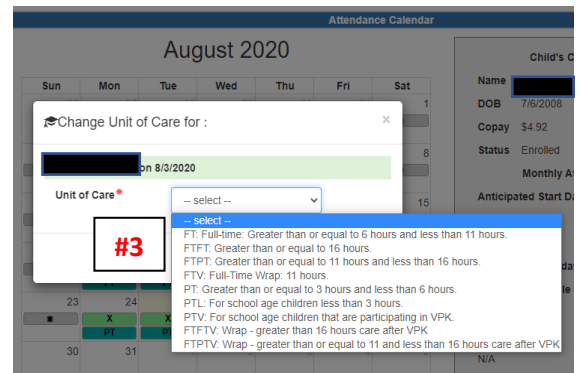 Attendance Calendar
August 2020
Child's C
Sun Mon Tue Wed Thu Fri Sat
Name
1
DOB 7/6/2008
Change Unit of Care for :
×
Copay $4.92
8
Status Enrolled
on 8/3/2020
Monthly A
Unit of Care*
-- select --
15
Anticipated Start Da
-- select --
FT: Full-time: Greater than or equal to 6 hours and less than 11 hours.
FTFT: Greater than or equal to 16 hours.
#3
FTPT: Greater than or equal to 11 hours and less than 16 hours.
FTV: Full-Time Wrap: 11 hours.
PT: Greater than or equal to 3 hours and less than 6 hours.
PTL: For school age children less than 3 hours.
PTV: For school age children that are participating in VPK.
FTFTV: Wrap - greater than 16 hours care after VPK
FTPTV: Wrap - greater than or equal to 11 and less than 16 hours care after VPK
23 24
* X X
PT
30 31
N/A